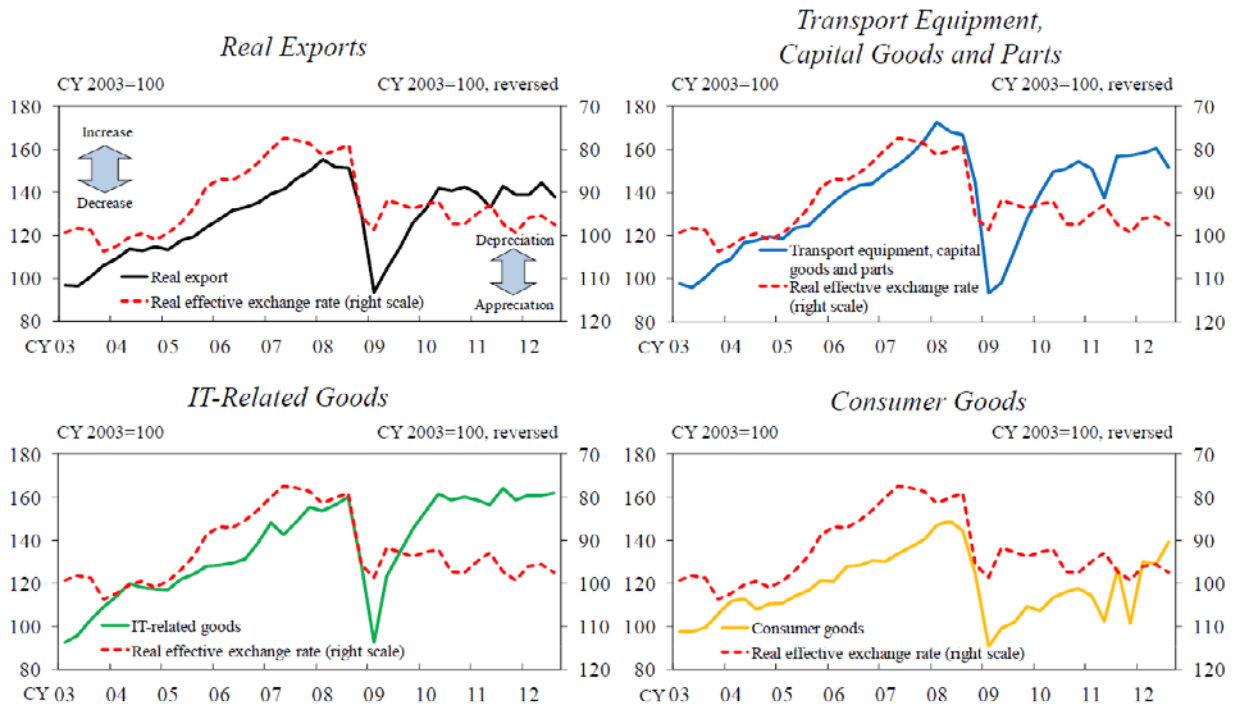 Real Exports
CY 2003=100
CY 2003=100, reversed
180
160
140
120
100
80
70
80
90
100
110
120
Increase
Decrease
Depreciation
Appreciation
Real export
Real effective exchange rate (right scale)
CY 03 04 05 06 07 08 09 10 11 12
Transport Equipment,
Capital Goods and Parts
CY 2003=100
CY 2003=100, reversed
180
160
140
120
100
80
70
80
90
100
110
120
Transport equipment, capital
goods and parts
Real effective exchange rate
(right scale)
CY 03 04 05 06 07 08 09 10 11 12
IT-Related Goods
CY 2003=100
CY 2003=100, reversed
180
160
140
120
100
80
70
80
90
100
110
120
IT-related goods
Real effective exchange rate (right scale)
CY 03 04 05 06 07 08 09 10 11 12
Consumer Goods
CY 2003=100
CY 2003=100, reversed
180
160
140
120
100
80
70
80
90
100
110
120
Consumer goods
Real effective exchange rate (right scale)
CY 03 04 05 06 07 08 09 10 11 12